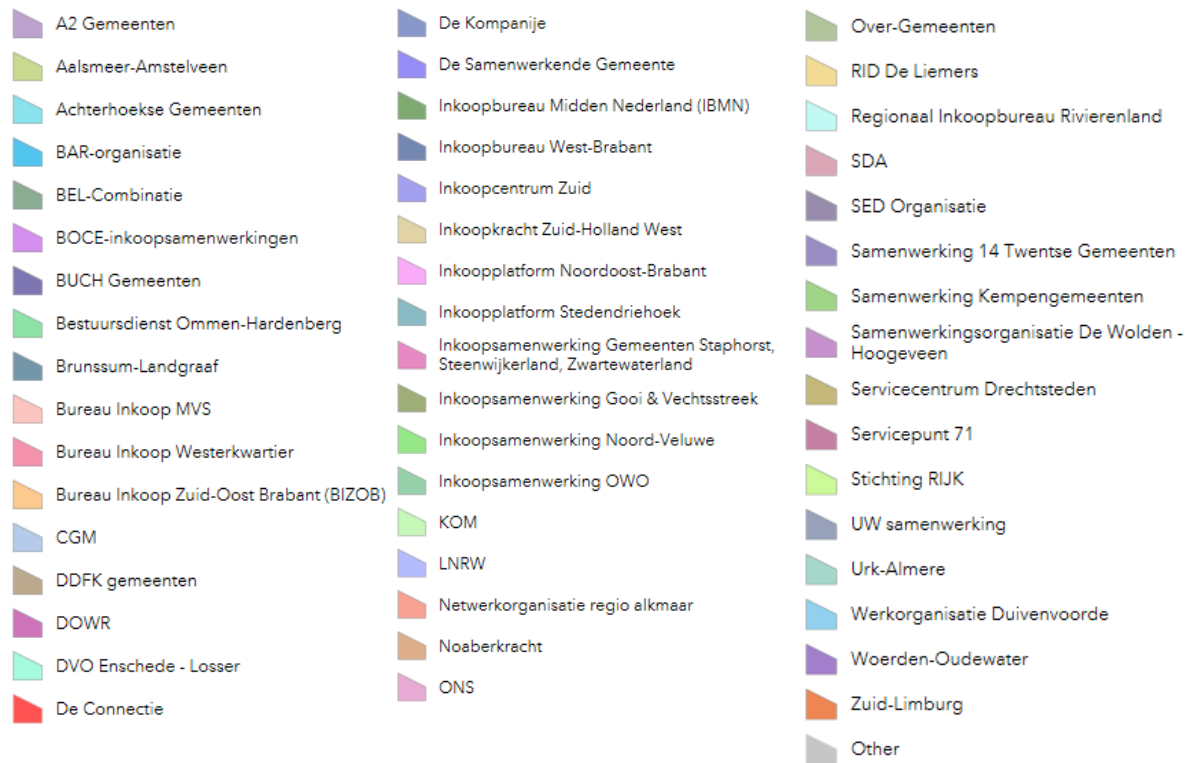 A2 Gemeenten
Aalsmeer-Amstelveen
Achterhoekse Gemeenten
BAR-organisatie
BEL-Combinatie
BOCE-inkoopsamenwerkingen
BUCH Gemeenten
Bestuursdienst Ommen-Hardenberg
Brunssum-Landgraaf
Bureau Inkoop MVS
Bureau Inkoop Westerkwartier
Bureau Inkoop Zuid-Oost Brabant (BIZOB)
CGM
DDFK gemeenten
DOWR
DVO Enschede - Losser
De Connectie
De Kompanije
De Samenwerkende Gemeente
Inkoopbureau Midden Nederland (IBMN)
Inkoopbureau West-Brabant
Inkoopcentrum Zuid
Inkoopkracht Zuid-Holland West
Inkoopplatform Noordoost-Brabant
Inkoopplatform Stedendriehoek
Inkoopsamenwerking Gemeenten Staphorst,
Steenwijkerland, Zwartewaterland
Inkoopsamenwerking Gooi & Vechtsstreek
Inkoopsamenwerking Noord-Veluwe
Inkoopsamenwerking OWO
KOM
LNRW
Netwerkorganisatie regio alkmaar
Noaberkracht
ONS
Over-Gemeenten
RID De Liemers
Regionaal Inkoopbureau Rivierenland
SDA
SED Organisatie
Samenwerking 14 Twentse Gemeenten
Samenwerking Kempengemeenten
Samenwerkingsorganisatie De Wolden -
Hoogeveen
Servicecentrum Drechtsteden
Servicepunt 71
Stichting RIJK
UW samenwerking
Urk-Almere
Werkorganisatie Duivenvoorde
Woerden-Oudewater
Zuid-Limburg
Other